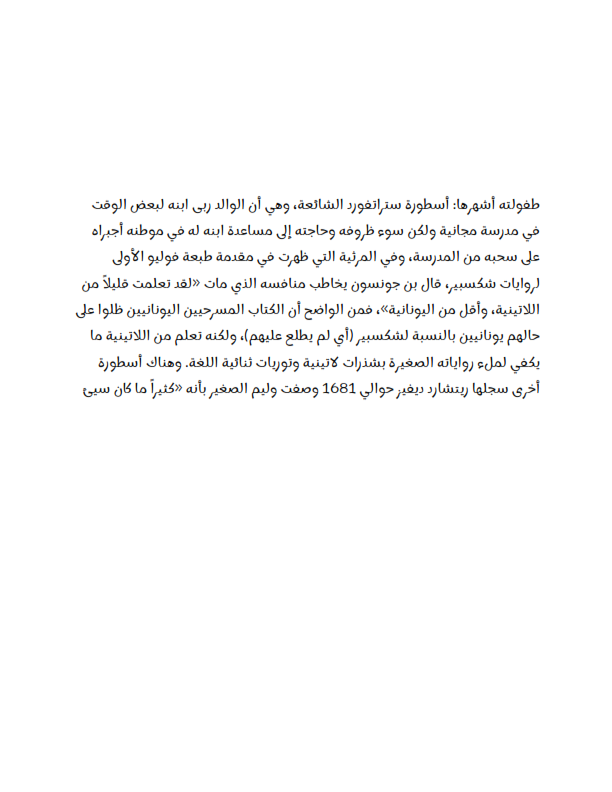 طفولته أشهرها: أسطورة ستراتفورد الشائعة، وهي أن الوالد ربى ابنه لبعض الوقت
في مدرسة مجانية ولكن سوء ظروفه وحاجته إلى مساعدة ابنه له في موطنه أجبراه
على سحبه من المدرسة، وفي المرثية التي ظهرت في مقدمة طبعة فوليو الأولى
لروايات شكسبير، قال بن جونسون يخاطب منافسه الذي مات «لقد تعلمت قليلاً من
اللاتينية، وأقل من اليونانية»، فمن الواضح أن الكتاب المسرحيين اليونانيين ظلوا على
حالهم يونانيين بالنسبة لشكسبير (أي لم يطلع عليهم)، ولكنه تعلم من اللاتينية ما
يكفي لملء رواياته الصغيرة بشذرات لاتينية وتوريات ثنائية اللغة. وهناك أسطورة
أخرى سجلها ريتشارد ديفيز حوالي 1681 وصفت وليم الصغير بأنه «كثيراً ما كان سيئ